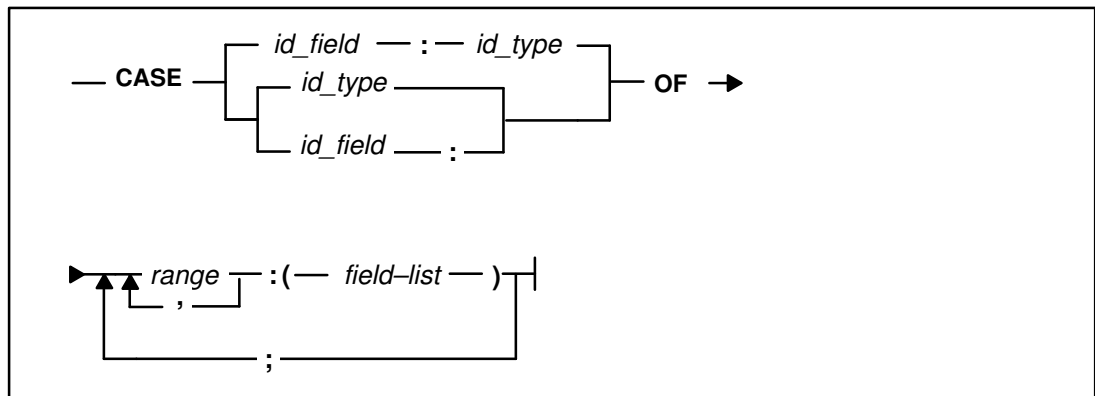 id_field : id_type
CASE id_type OF
id_field :
range :( field–list )
,
;